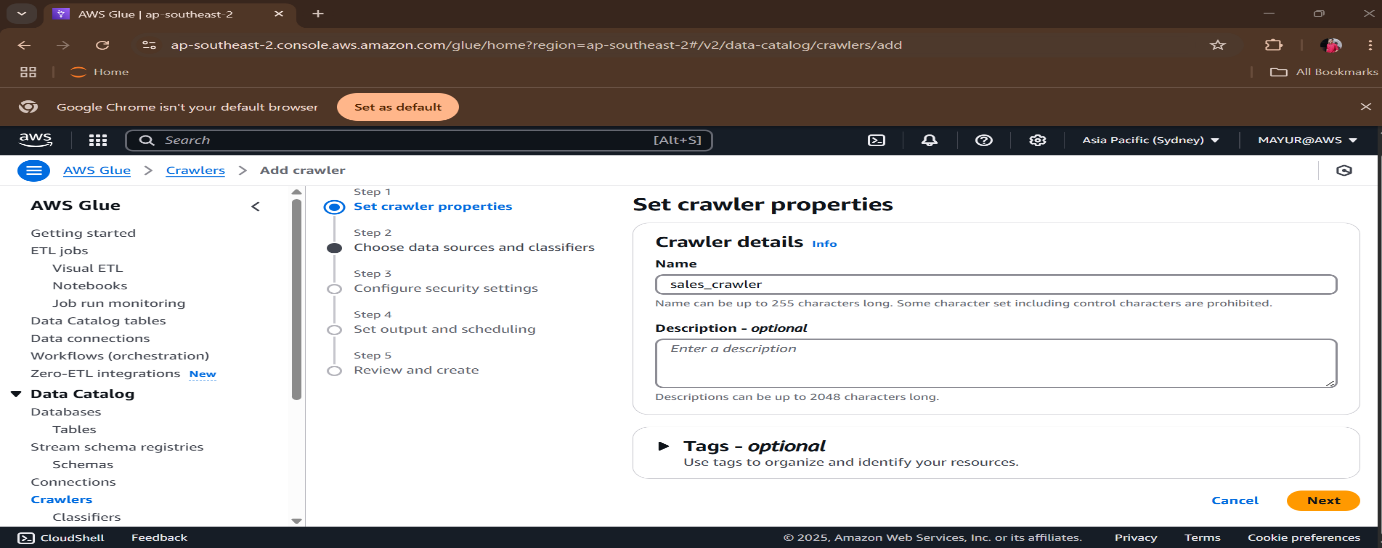 AWS Glue | ap-southeast-2
ap-southeast-2.console.aws.amazon.com/glue/home?region=ap-southeast-2#/v2/data-catalog/crawlers/add
Home
All Bookmarks
Google Chrome isn't your default browser
Set as default
aws
Search
[Alt+S]
Asia Pacific (Sydney)
MAYUR@AWS
AWS Glue > Crawlers > Add crawler
AWS Glue
Getting started
ETL jobs
Visual ETL
Notebooks
Job run monitoring
Data Catalog tables
Data connections
Workflows (orchestration)
Zero-ETL integrations New
Data Catalog
Databases
Tables
Stream schema registries
Schemas
Connections
Crawlers
Classifiers
Step 1
Set crawler properties
Step 2
Choose data sources and classifiers
Step 3
Configure security settings
Step 4
Set output and scheduling
Step 5
Review and create
Set crawler properties
Crawler details Info
Name
sales_crawler
Name can be up to 255 characters long. Some character set including control characters are prohibited.
Description - optional
Enter a description
Descriptions can be up to 2048 characters long.
Tags - optional
Use tags to organize and identify your resources.
Cancel
Next
CloudShell
Feedback
© 2025, Amazon Web Services, Inc. or its affiliates.
Privacy
Terms
Cookie preferences